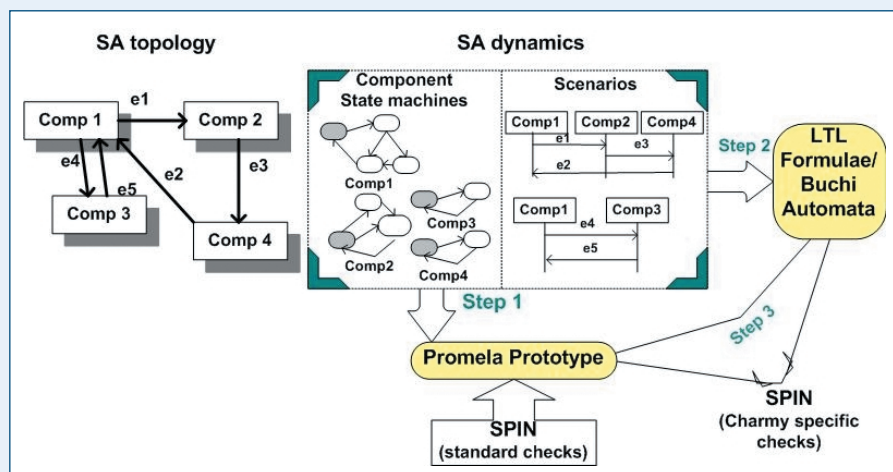 SA topology
SA dynamics
Comp 1
e1
Comp 2
e4
e5
e2
e3
Comp 3
Comp 4
Component
State machines
Comp1
Comp2
Comp3
Comp4
Scenarios
Comp1
Comp2
Comp4
e1
e3
e2
Comp1
Comp3
e4
e5
Step 1
Step 2
LTL
Formulae/
Buchi
Automata
Step 3
Promela Prototype
SPIN
(standard checks)
SPIN
(Charmy specific
checks)